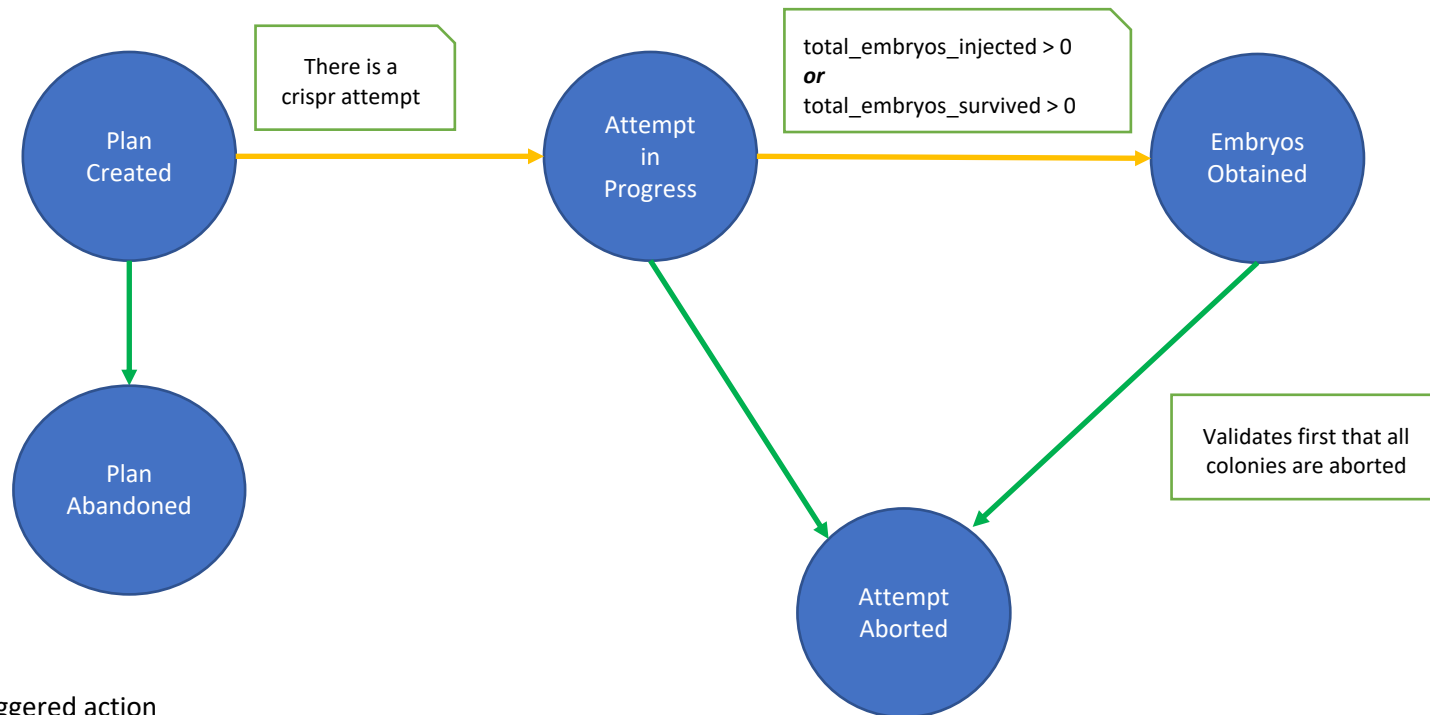 There is a
crispr attempt
total_embryos_injected > 0
or
total_embryos_survived > 0
Plan
Created
Attempt
in
Progress
Embryos
Obtained
Validates first that all
colonies are aborted
Plan
Abandoned
Attempt
Aborted
action